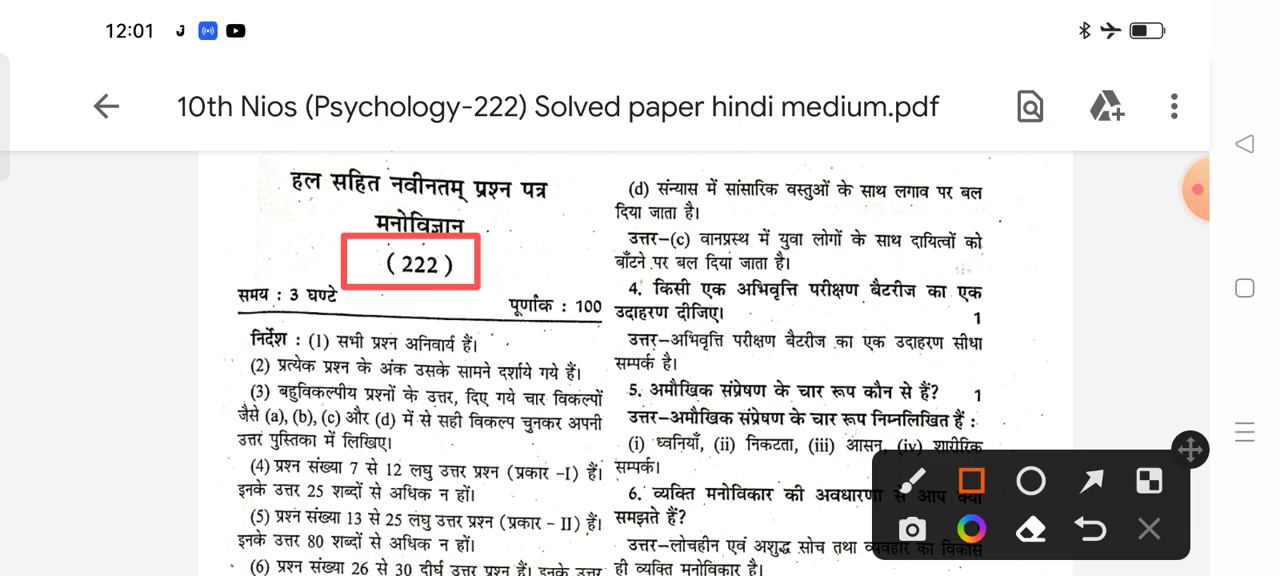 12:01
10th Nios (Psychology-222) Solved paper hindi medium.pdf
हल सहित नवीनतम् प्रश्न पत्र
मनोविज्ञान
( 222 )
समय : 3 घण्टे
पूर्णांक : 100
निर्देश : (1) सभी प्रश्न अनिवार्य हैं।
(2) प्रत्येक प्रश्न के अंक उसके सामने दर्शाये गये हैं।
(3) बहुविकल्पीय प्रश्नों के उत्तर, दिए गये चार विकल्पों
जैसे (a), (b), (c) और (d) में से सही विकल्प चुनकर अपनी
उत्तर पुस्तिका में लिखिए।
(4) प्रश्न संख्या 7 से 12 लघु उत्तर प्रश्न (प्रकार -I) हैं।
इनके उत्तर 25 शब्दों से अधिक न हों।
(5) प्रश्न संख्या 13 से 25 लघु उत्तर प्रश्न (प्रकार - II) हैं।
इनके उत्तर 80 शब्दों से अधिक न हों।
(6) प्रश्न संख्या 26 से 30 दीर्घ उत्तर प्रश्न हैं। इनके उत्तर
(d) संन्यास में सांसारिक वस्तुओं के साथ लगाव पर बल
दिया जाता है।
उत्तर–(c) वानप्रस्थ में युवा लोगों के साथ दायित्वों को
बाँटने पर बल दिया जाता है।
4. किसी एक अभिवृत्ति परीक्षण बैटरीज का एक
उदाहरण दीजिए। 1
उत्तर–अभिवृत्ति परीक्षण बैटरीज का एक उदाहरण सीधा
सम्पर्क है।
5. अमौखिक संप्रेषण के चार रूप कौन से हैं? 1
उत्तर–अमौखिक संप्रेषण के चार रूप निम्नलिखित हैं :
(i) ध्वनियाँ, (ii) निकटता, (iii) आसन, (iv) शारीरिक
सम्पर्क।
6. व्यक्ति मनोविकार की अवधारणा से आप क्या
समझते हैं?
उत्तर–लोचहीन एवं अशुद्ध सोच तथा व्यवहार का विकास
ही व्यक्ति मनोविकार है।